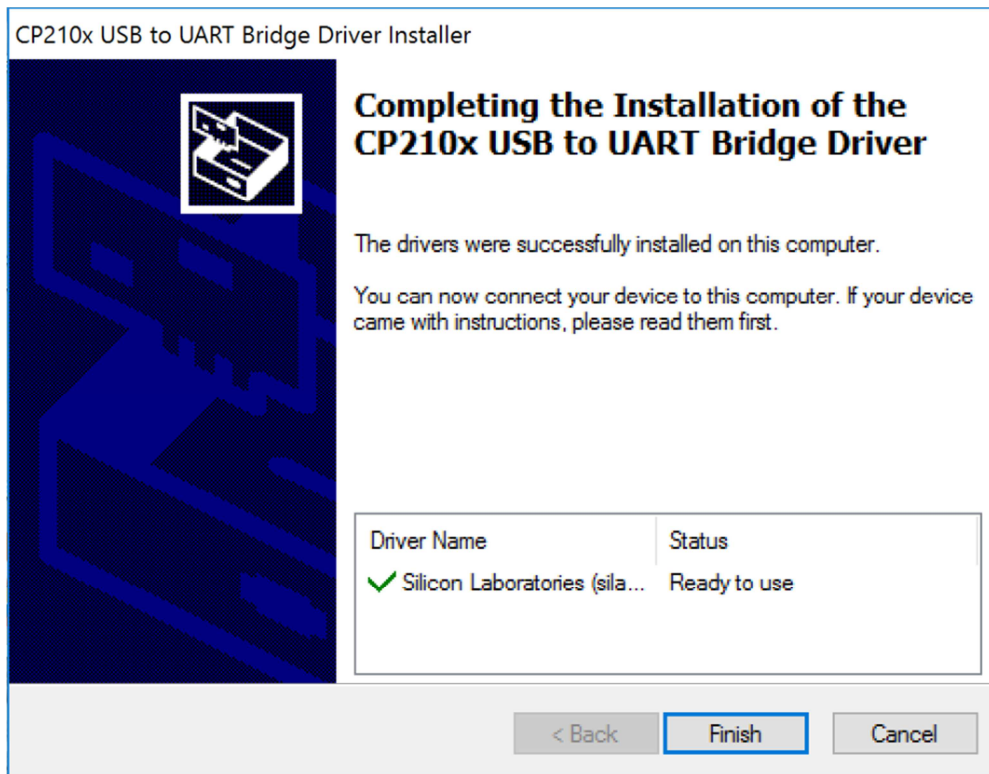 CP210x USB to UART Bridge Driver Installer
Completing the Installation of the
CP210x USB to UART Bridge Driver
The drivers were successfully installed on this computer.
You can now connect your device to this computer. If your device
came with instructions, please read them first.
Driver Name Status
Silicon Laboratories (sila... Ready to use
< Back Finish Cancel